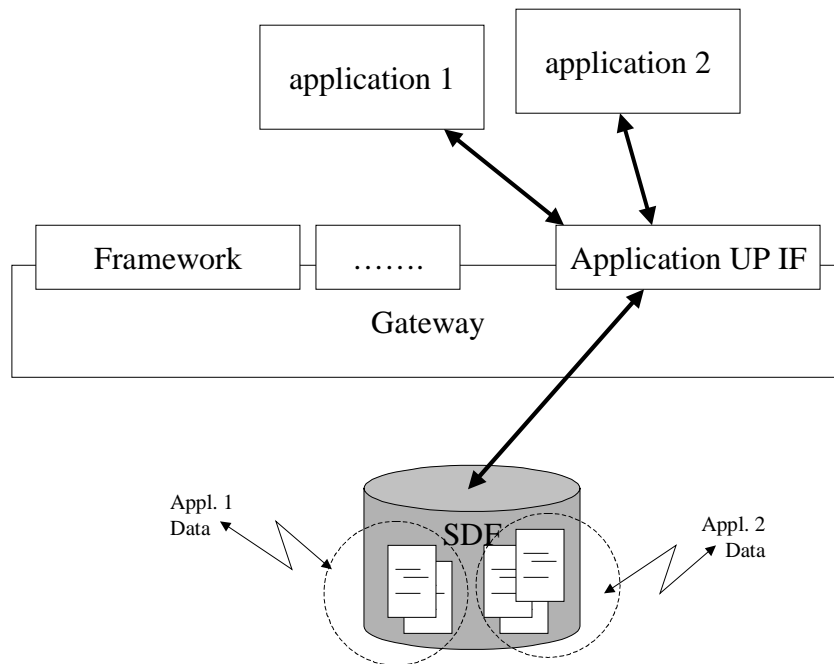 application 1
application 2
Framework
.......
Application UP IF
Gateway
Appl. 1
Data
SDF
Appl. 2
Data